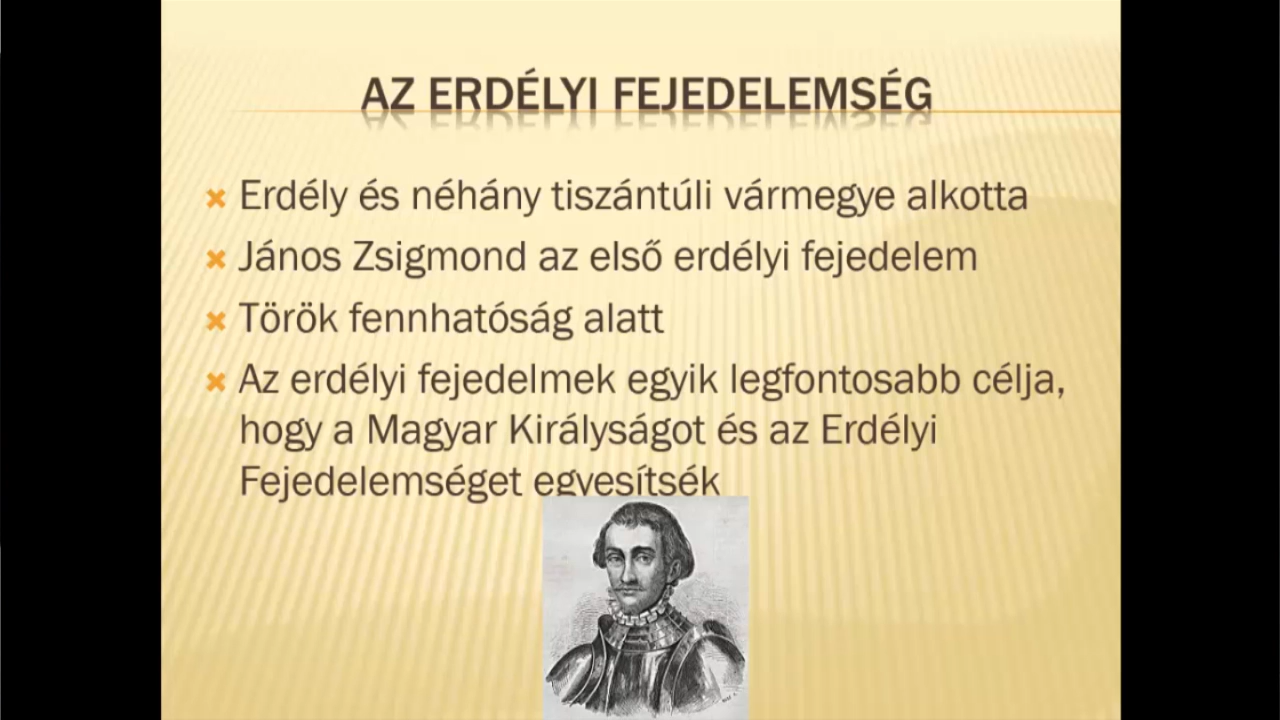 AZ ERDÉLYI FEJEDELEMSÉG
Erdély és néhány tiszántúli vármegye alkotta
János Zsigmond az első erdélyi fejedelem
Török fennhatóság alatt
Az erdélyi fejedelmek egyik legfontosabb célja,
hogy a Magyar Királyságot és az Erdélyi
Fejedelemséget egyesítsék